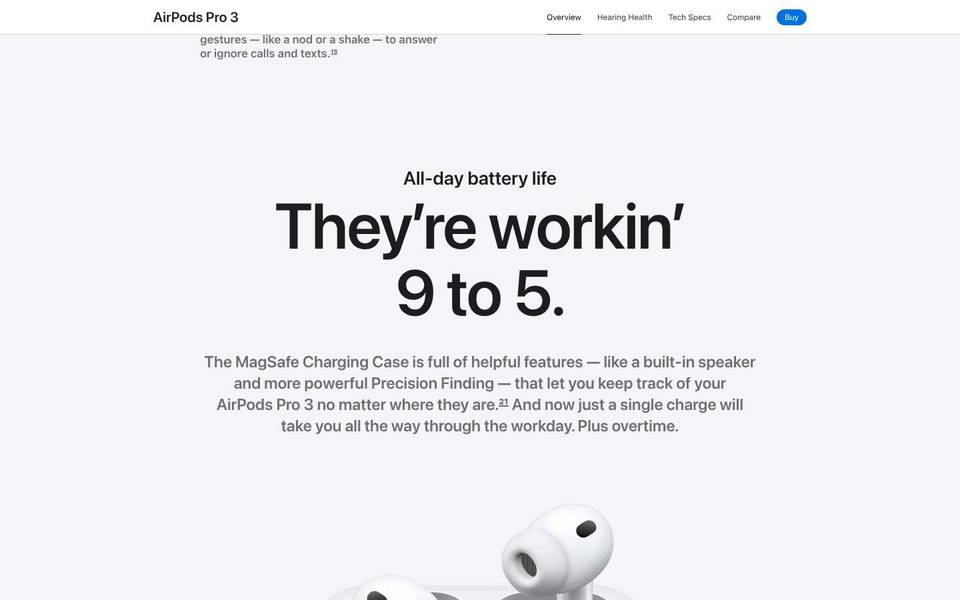 AirPods Pro 3
Overview Hearing Health Tech Specs Compare Buy
gestures — like a nod or a shake — to answer
or ignore calls and texts.15
All-day battery life
They’re workin’
9 to 5.
The MagSafe Charging Case is full of helpful features — like a built-in speaker
and more powerful Precision Finding — that let you keep track of your
AirPods Pro 3 no matter where they are.21 And now just a single charge will
take you all the way through the workday. Plus overtime.